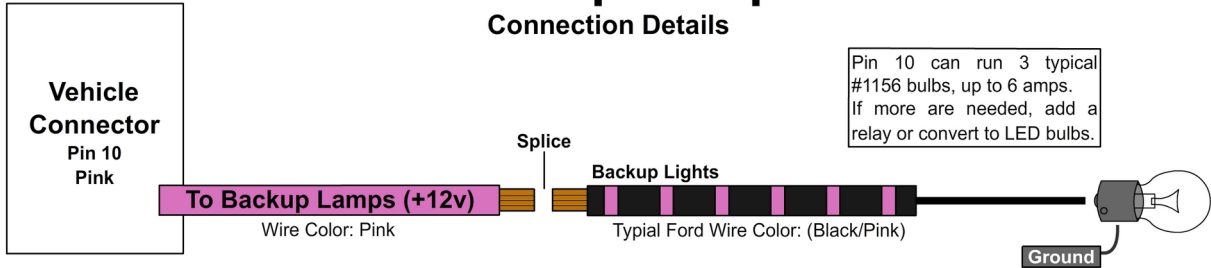 Connection Details
Vehicle
Connector
Pin 10
Pink
To Backup Lamps (+12v)
Wire Color: Pink
Splice
Backup Lights
Typial Ford Wire Color: (Black/Pink)
Pin 10 can run 3 typical
#1156 bulbs, up to 6 amps.
If more are needed, add a
relay or convert to LED bulbs.
Ground